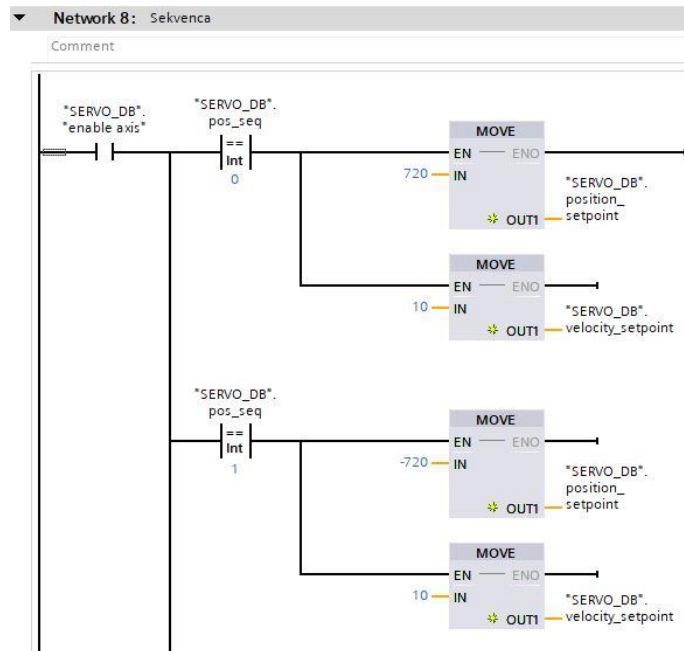 Network 8: Sekvenca
Comment
"SERVO_DB".
"enable axis"
"SERVO_DB".
pos_seq
==
Int
0
MOVE
EN ENO
720 IN
OUT1
"SERVO_DB".
position_
setpoint
MOVE
EN ENO
10 IN
OUT1
"SERVO_DB".
velocity_setpoint
"SERVO_DB".
pos_seq
==
Int
1
MOVE
EN ENO
-720 IN
OUT1
"SERVO_DB".
position_
setpoint
MOVE
EN ENO
10 IN
OUT1
"SERVO_DB".
velocity_setpoint